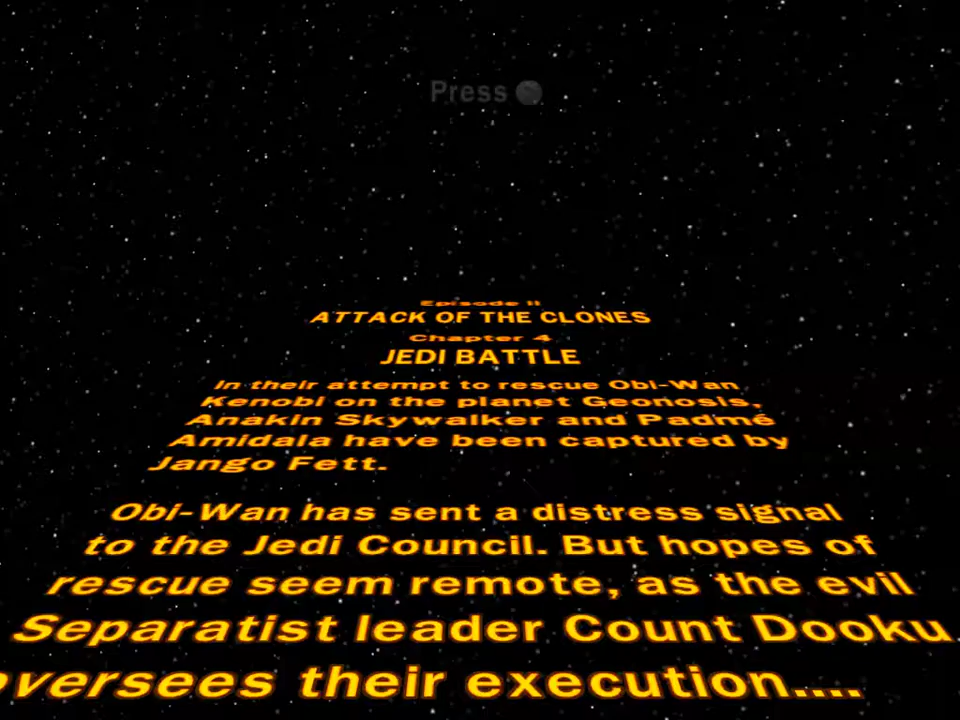 Press
Episode II
ATTACK OF THE CLONES
Chapter 4
JEDI BATTLE
In their attempt to rescue Obi-Wan
Kenobi on the planet Geonosis,
Anakin Skywalker and Padmé
Amidala have been captured by
Jango Fett.
Obi-Wan has sent a distress signal
to the Jedi Council. But hopes of
rescue seem remote, as the evil
Separatist leader Count Dooku
oversees their execution....